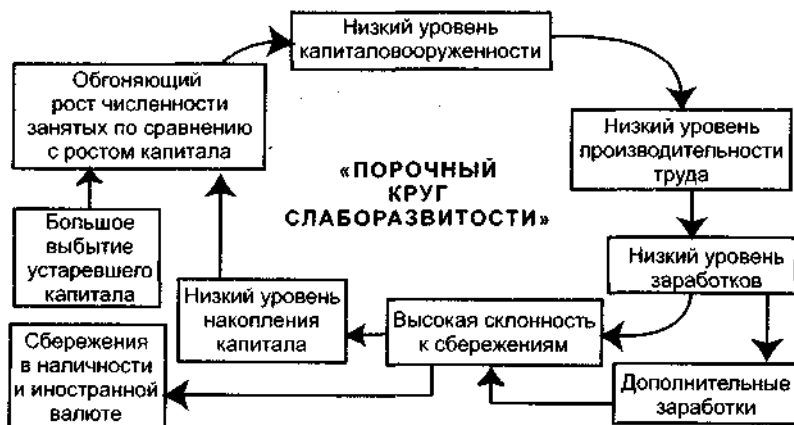 Низкий уровень
капиталовооруженности
Обгоняющий
рост численности
занятых по сравнению
с ростом капитала
Низкий уровень
производительности
труда
«ПОРОЧНЫЙ
КРУГ
СЛАБОРАЗВИТОСТИ»
Большое
выбытие
устаревшего
капитала
Низкий уровень
заработков
Низкий уровень
накопления
капитала
Высокая склонность
к сбережениям
Сбережения
в наличности
и иностранной
валюте
Дополнительные
заработки